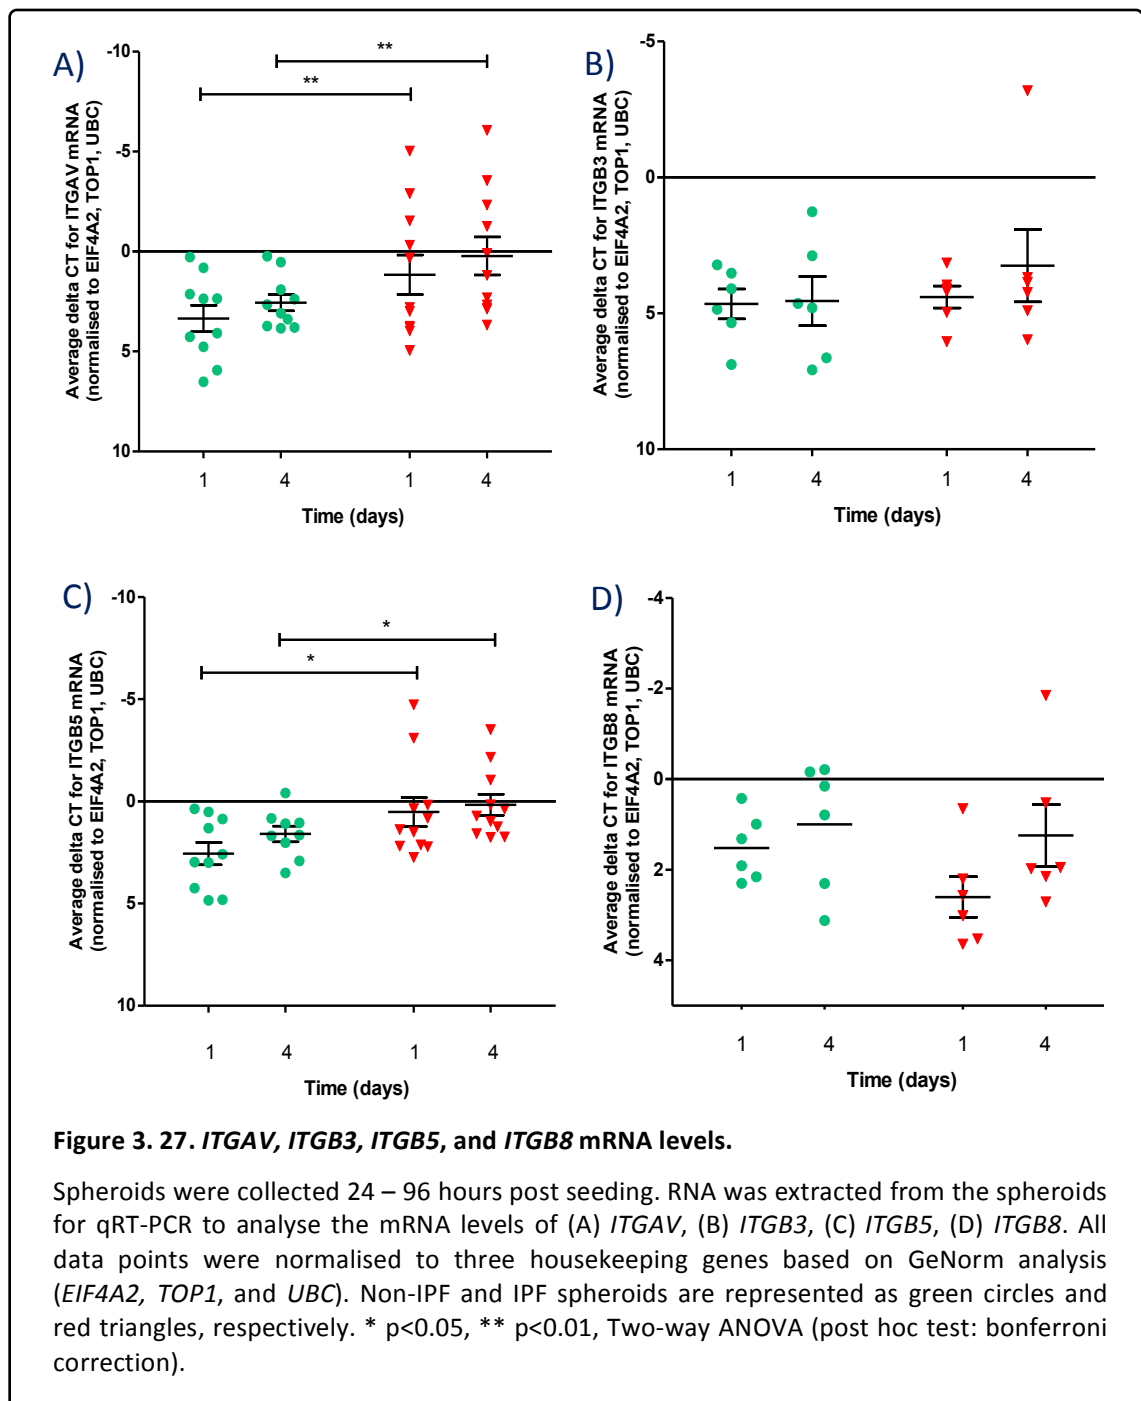 A)
**
**
Average delta CT for ITGAV mRNA
(normalised to EIF4A2, TOP1, UBC)
-10
-5
0
5
10
1
4
1
4
Time (days)
B)
Average delta CT for ITGB3 mRNA
(normalised to EIF4A2, TOP1, UBC)
-5
0
5
10
1
4
1
4
Time (days)
C)
*
*
Average delta CT for ITGB5 mRNA
(normalised to EIF4A2, TOP1, UBC)
-10
-5
0
5
10
1
4
1
4
Time (days)
D)
Average delta CT for ITGB8 mRNA
(normalised to EIF4A2, TOP1, UBC)
-4
-2
0
2
4
1
4
1
4
Time (days)
Figure 3. 27. ITGAV, ITGB3, ITGB5, and ITGB8 mRNA levels.
Spheroids were collected 24 – 96 hours post seeding. RNA was extracted from the spheroids
for qRT-PCR to analyse the mRNA levels of (A) ITGAV, (B) ITGB3, (C) ITGB5, (D) ITGB8. All
data points were normalised to three housekeeping genes based on GeNorm analysis
(EIF4A2, TOP1, and UBC). Non-IPF and IPF spheroids are represented as green circles and
red triangles, respectively. * p<0.05, ** p<0.01, Two-way ANOVA (post hoc test: bonferroni
correction).